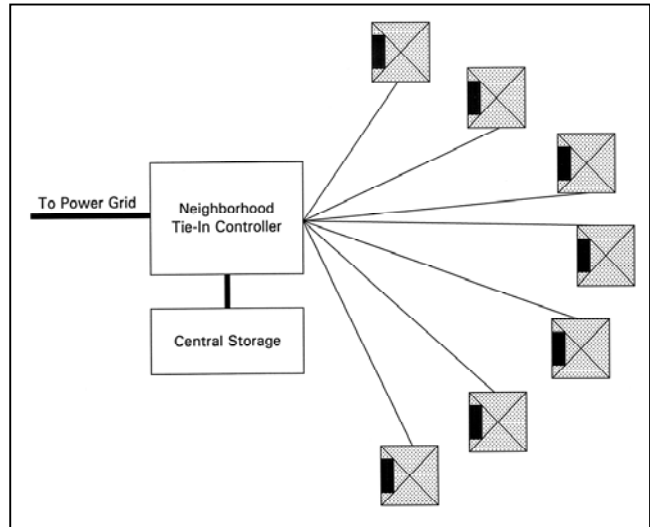 To Power Grid
Neighborhood
Tie-In Controller
Central Storage